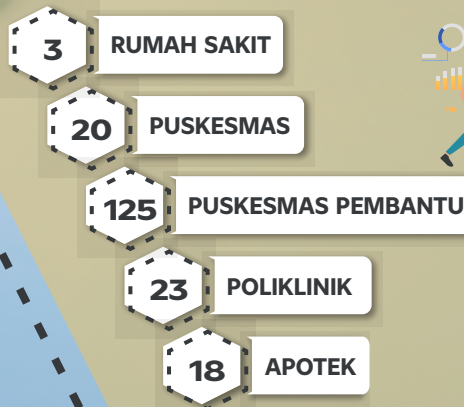 3 RUMAH SAKIT
20 PUSKESMAS
125 PUSKESMAS PEMBANTU
23 POLIKLINIK
18 APOTEK